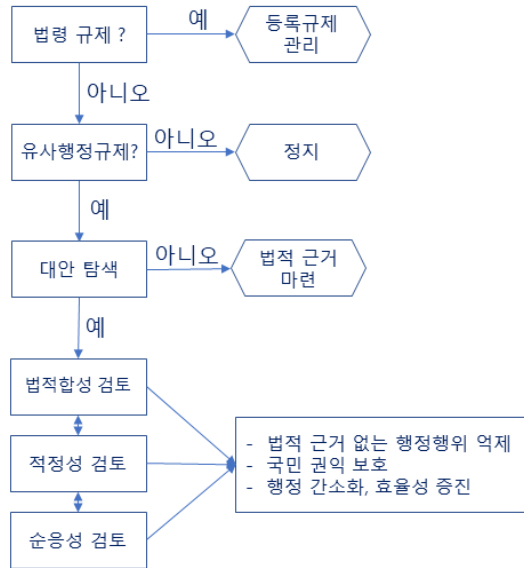 법령 규제 ?
예
등록규제
관리
아니오
유사행정규제?
아니오
정지
예
대안 탐색
아니오
법적 근거
마련
예
법적합성 검토
적정성 검토
순응성 검토
- 법적 근거 없는 행정행위 억제
- 국민 권익 보호
- 행정 간소화, 효율성 증진